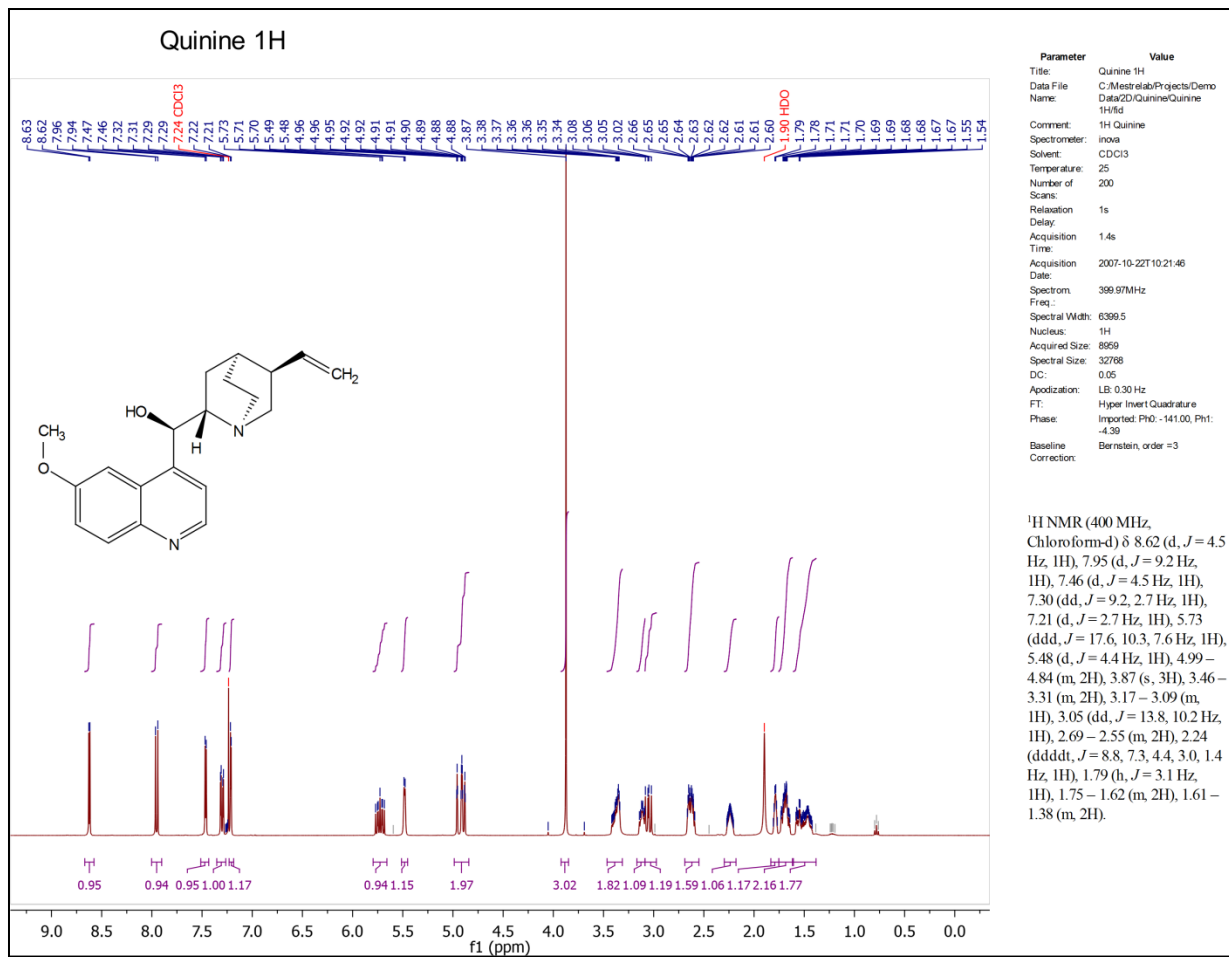 Quinine 1H
8.63
8.62
7.96
7.94
7.47
7.46
7.32
7.31
7.29
7.29
7.24 CDCl3
7.22
7.21
5.73
5.71
5.70
5.49
5.48
4.96
4.96
4.95
4.92
4.92
4.91
4.91
4.90
4.89
4.88
4.88
3.87
3.38
3.37
3.36
3.36
3.35
3.34
3.08
3.06
3.05
3.02
2.66
2.65
2.65
2.64
2.63
2.62
2.62
2.61
2.61
2.60
1.90 HDO
1.79
1.78
1.71
1.71
1.70
1.69
1.69
1.68
1.68
1.67
1.67
1.55
1.54
CH2
HO
CH3
N
H
O
N
0.95
0.94
0.95
1.00
1.17
0.94
1.15
1.97
3.02
1.82
1.09
1.19
1.59
1.06
1.17
2.16
1.77
9.0 8.5 8.0 7.5 7.0 6.5 6.0 5.5 5.0 4.5 4.0 3.5 3.0 2.5 2.0 1.5 1.0 0.5 0.0
f1 (ppm)
Parameter Value
Title: Quinine 1H
Data File C:/Mestrelab/Projects/Demo
Name: Data/2D/Quinine/Quinine
1H/fid
Comment: 1H Quinine
Spectrometer: inova
Solvent: CDCl3
Temperature: 25
Number of 200
Scans:
Relaxation 1s
Delay:
Acquisition 1.4s
Time:
Acquisition 2007-10-22T10:21:46
Date:
Spectrom. 399.97MHz
Freq.:
Spectral Width: 6399.5
Nucleus: 1H
Acquired Size: 8959
Spectral Size: 32768
DC: 0.05
Apodization: LB: 0.30 Hz
FT: Hyper Invert Quadrature
Phase: Imported: Ph0: -141.00, Ph1:
-4.39
Baseline Bernstein, order =3
Correction:
¹H NMR (400 MHz,
Chloroform-d) δ 8.62 (d, J = 4.5
Hz, 1H), 7.95 (d, J = 9.2 Hz,
1H), 7.46 (d, J = 4.5 Hz, 1H),
7.30 (dd, J = 9.2, 2.7 Hz, 1H),
7.21 (d, J = 2.7 Hz, 1H), 5.73
(ddd, J = 17.6, 10.3, 7.6 Hz, 1H),
5.48 (d, J = 4.4 Hz, 1H), 4.99 –
4.84 (m, 2H), 3.87 (s, 3H), 3.46 –
3.31 (m, 2H), 3.17 – 3.09 (m,
1H), 3.05 (dd, J = 13.8, 10.2 Hz,
1H), 2.69 – 2.55 (m, 2H), 2.24
(ddddt, J = 8.8, 7.3, 4.4, 3.0, 1.4
Hz, 1H), 1.79 (h, J = 3.1 Hz,
1H), 1.75 – 1.62 (m, 2H), 1.61 –
1.38 (m, 2H).